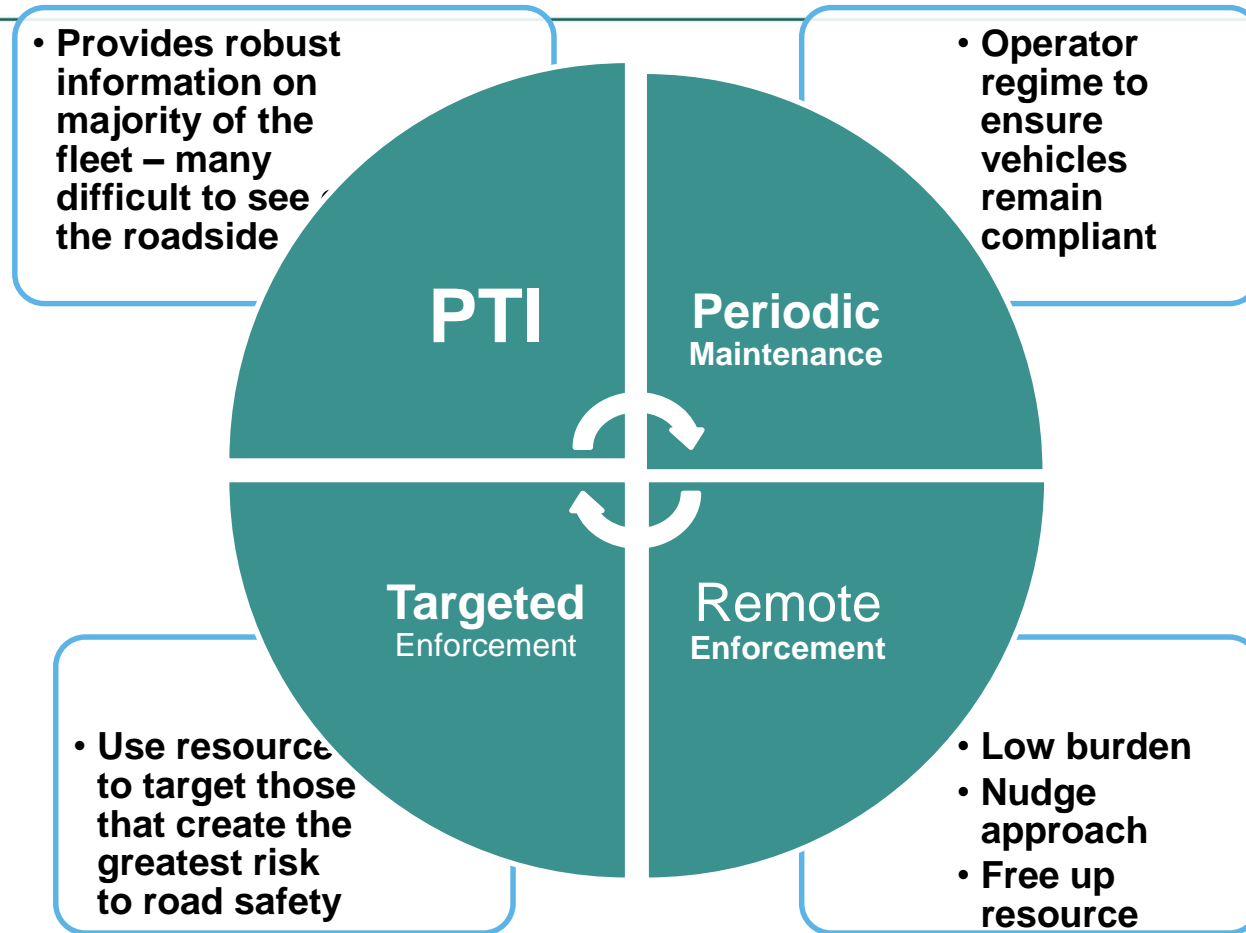 • Provides robust
information on
majority of the
fleet – many
difficult to see
the roadside
• Operator
regime to
ensure
vehicles
remain
compliant
PTI
Periodic
Maintenance
Targeted
Enforcement
Remote
Enforcement
• Use
to target those
that create the
greatest risk
to road safety
• Low burden
• Nudge
approach
• Free up
resource